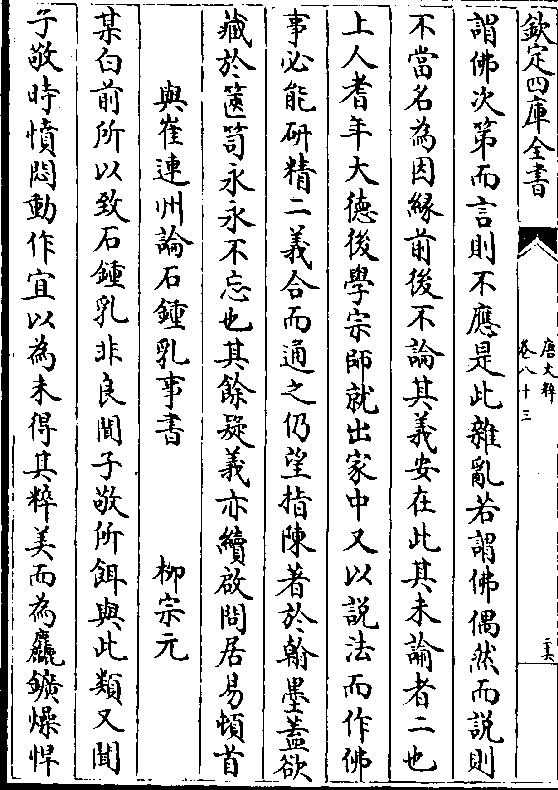 欽定四庫全書
唐文粹
卷八十三
二十六
謂佛次第而言則不應是此雜亂若謂佛偶然而說則
不當名為因緣前後不論其義安在此其未論者二也
上人耆年大德後學宗師就出家中又以說法而作佛
事必能研精二義合而通之仍望指陳著於翰墨蓋欲
藏於篋笥永永不忘也其餘疑義亦續啟問居易頓首
與崔連州論石鍾乳事書 柳宗元
某白前所以致石鍾乳非良聞子敬所餌與此類又聞
子敬時憤悶動作宜以為未得其粹美而為麤鑛燥悍